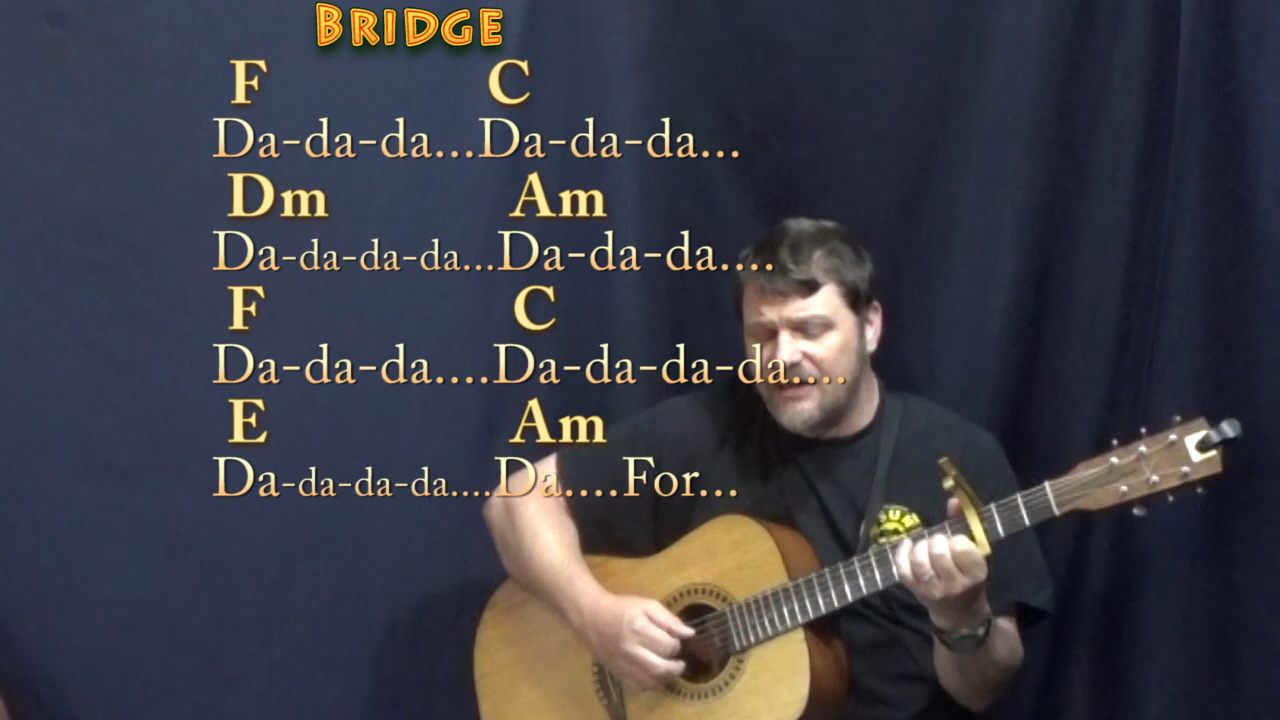 BRIDGE
F C
Da-da-da...Da-da-da...
Dm Am
Da-da-da-da...Da-da-da....
F C
Da-da-da....Da-da-da-da....
E Am
Da-da-da-da....Da....For...